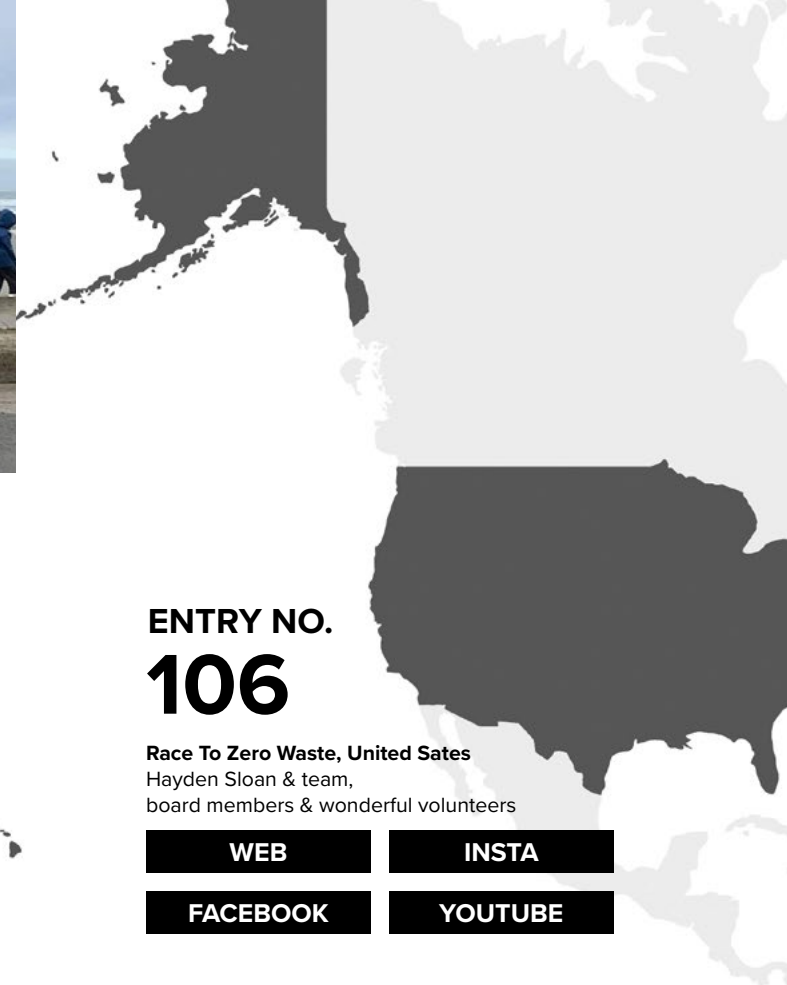 ENTRY NO.
106
Race To Zero Waste, United Sates
Hayden Sloan & team,
board members & wonderful volunteers
WEB
INSTA
FACEBOOK
YOUTUBE